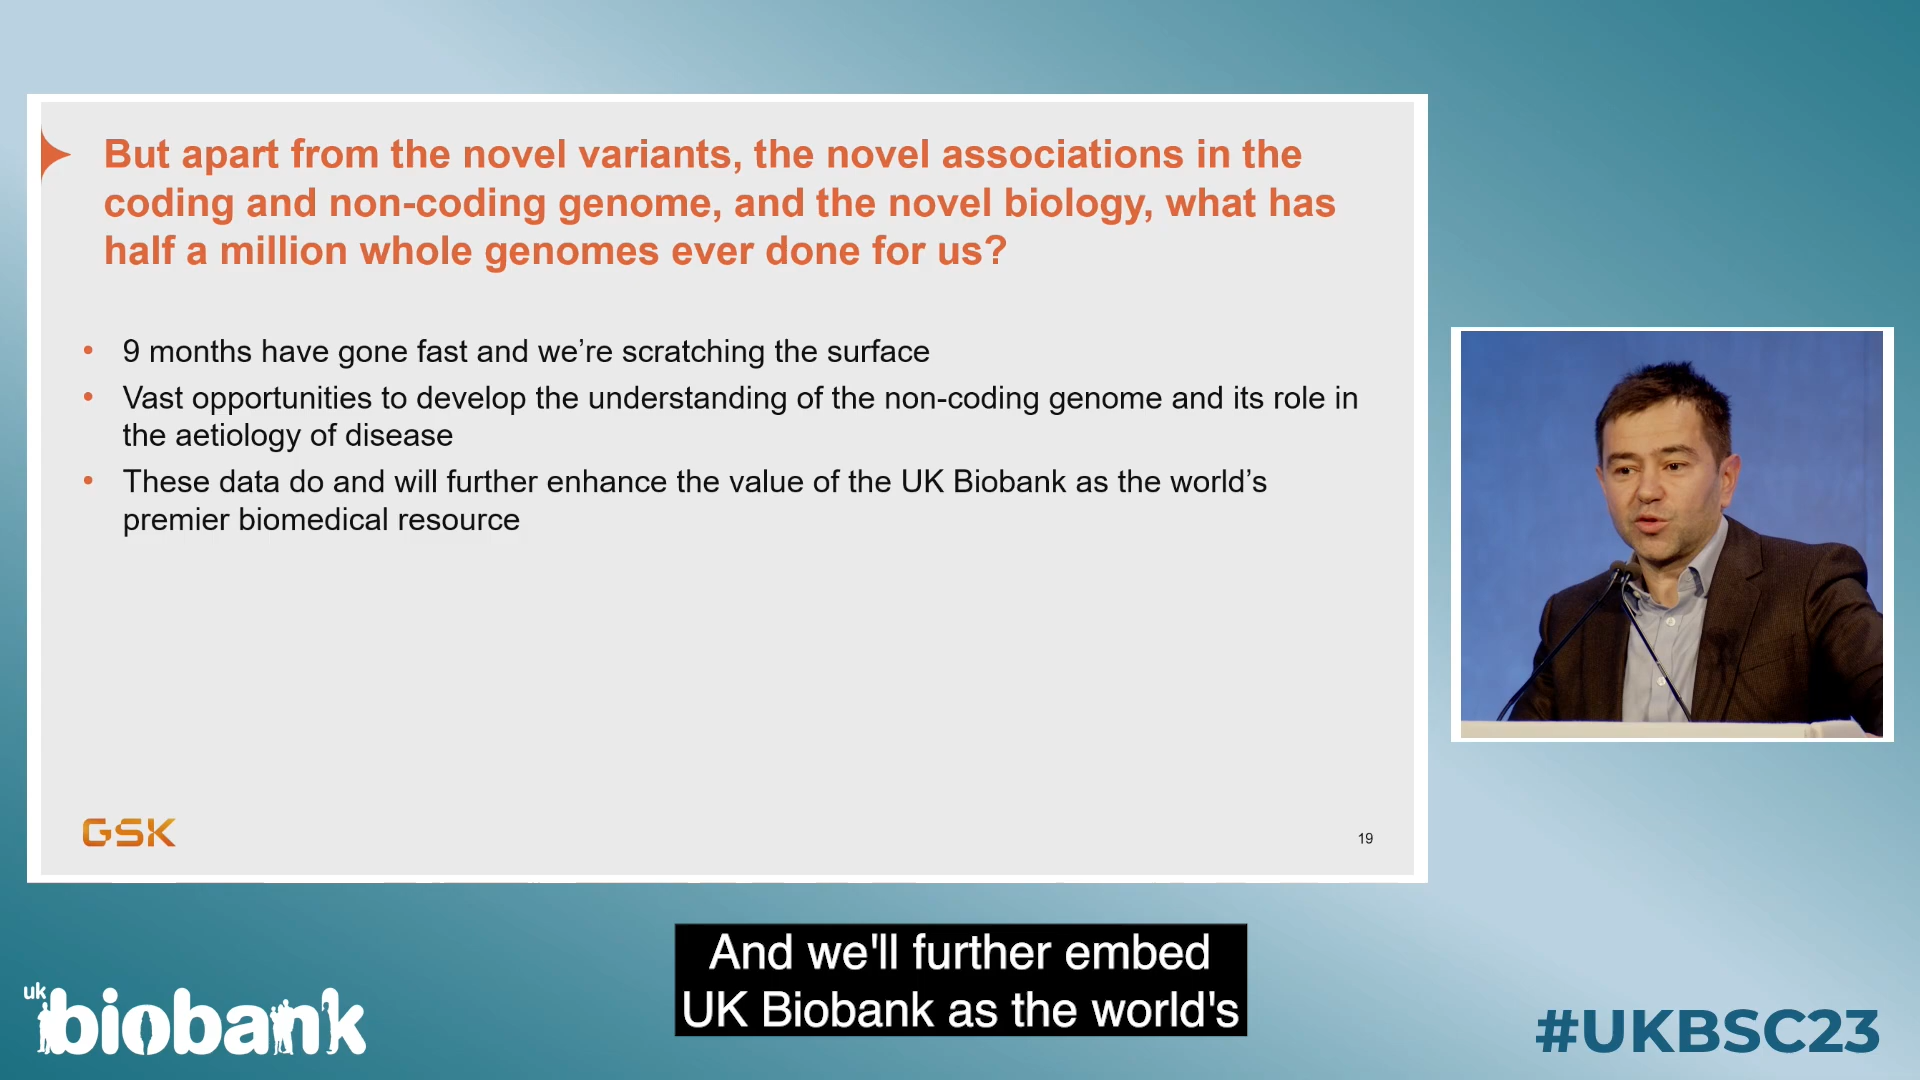 But apart from the novel variants, the novel associations in the
coding and non-coding genome, and the novel biology, what has
half a million whole genomes ever done for us?
• 9 months have gone fast and we’re scratching the surface
• Vast opportunities to develop the understanding of the non-coding genome and its role in
the aetiology of disease
• These data do and will further enhance the value of the UK Biobank as the world’s
premier biomedical resource
GSK
19
And we'll further embed
UK Biobank as the world's
uk
biobank
#UKBSC23